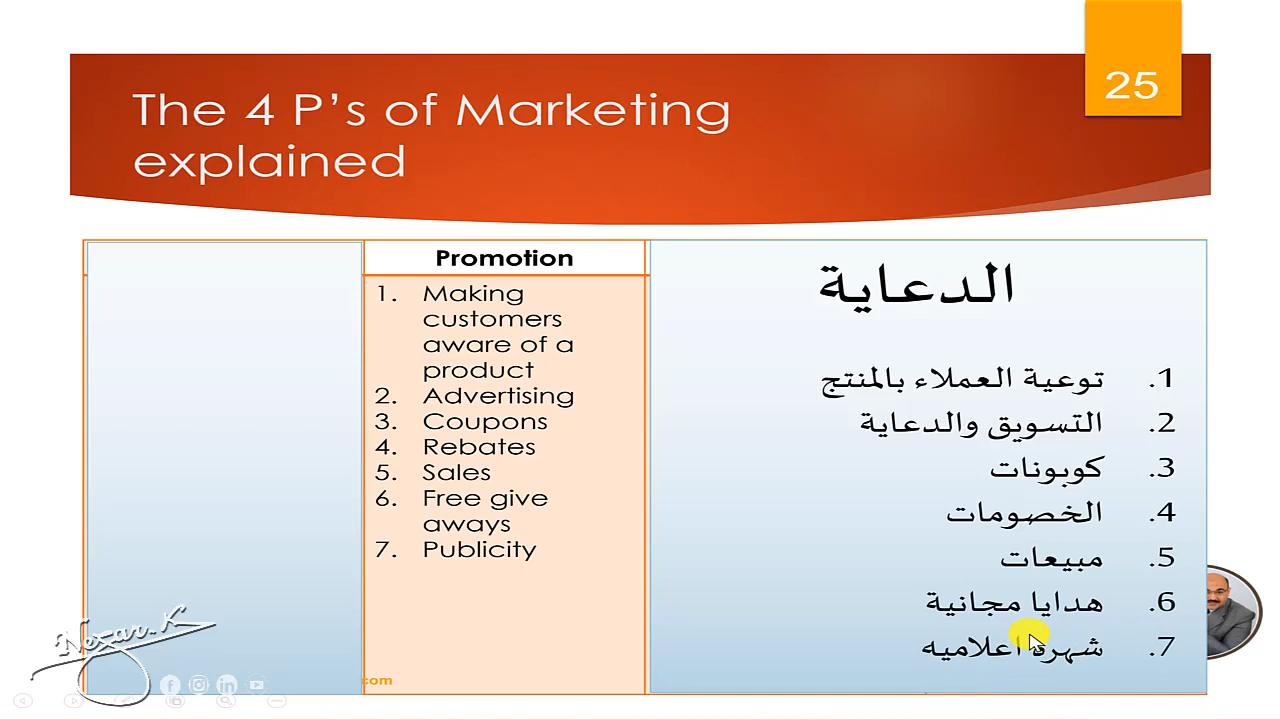 25
The 4 P’s of Marketing
explained
Promotion
1. Making
customers
aware of a
product
2. Advertising
3. Coupons
4. Rebates
5. Sales
6. Free give
aways
7. Publicity
الدعاية
1. توعية العملاء بالمنتج
2. التسويق والدعاية
3. كوبونات
4. الخصومات
5. مبيعات
6. هدايا مجانية
7. شهرة اعلاميه
Nezar.K
com